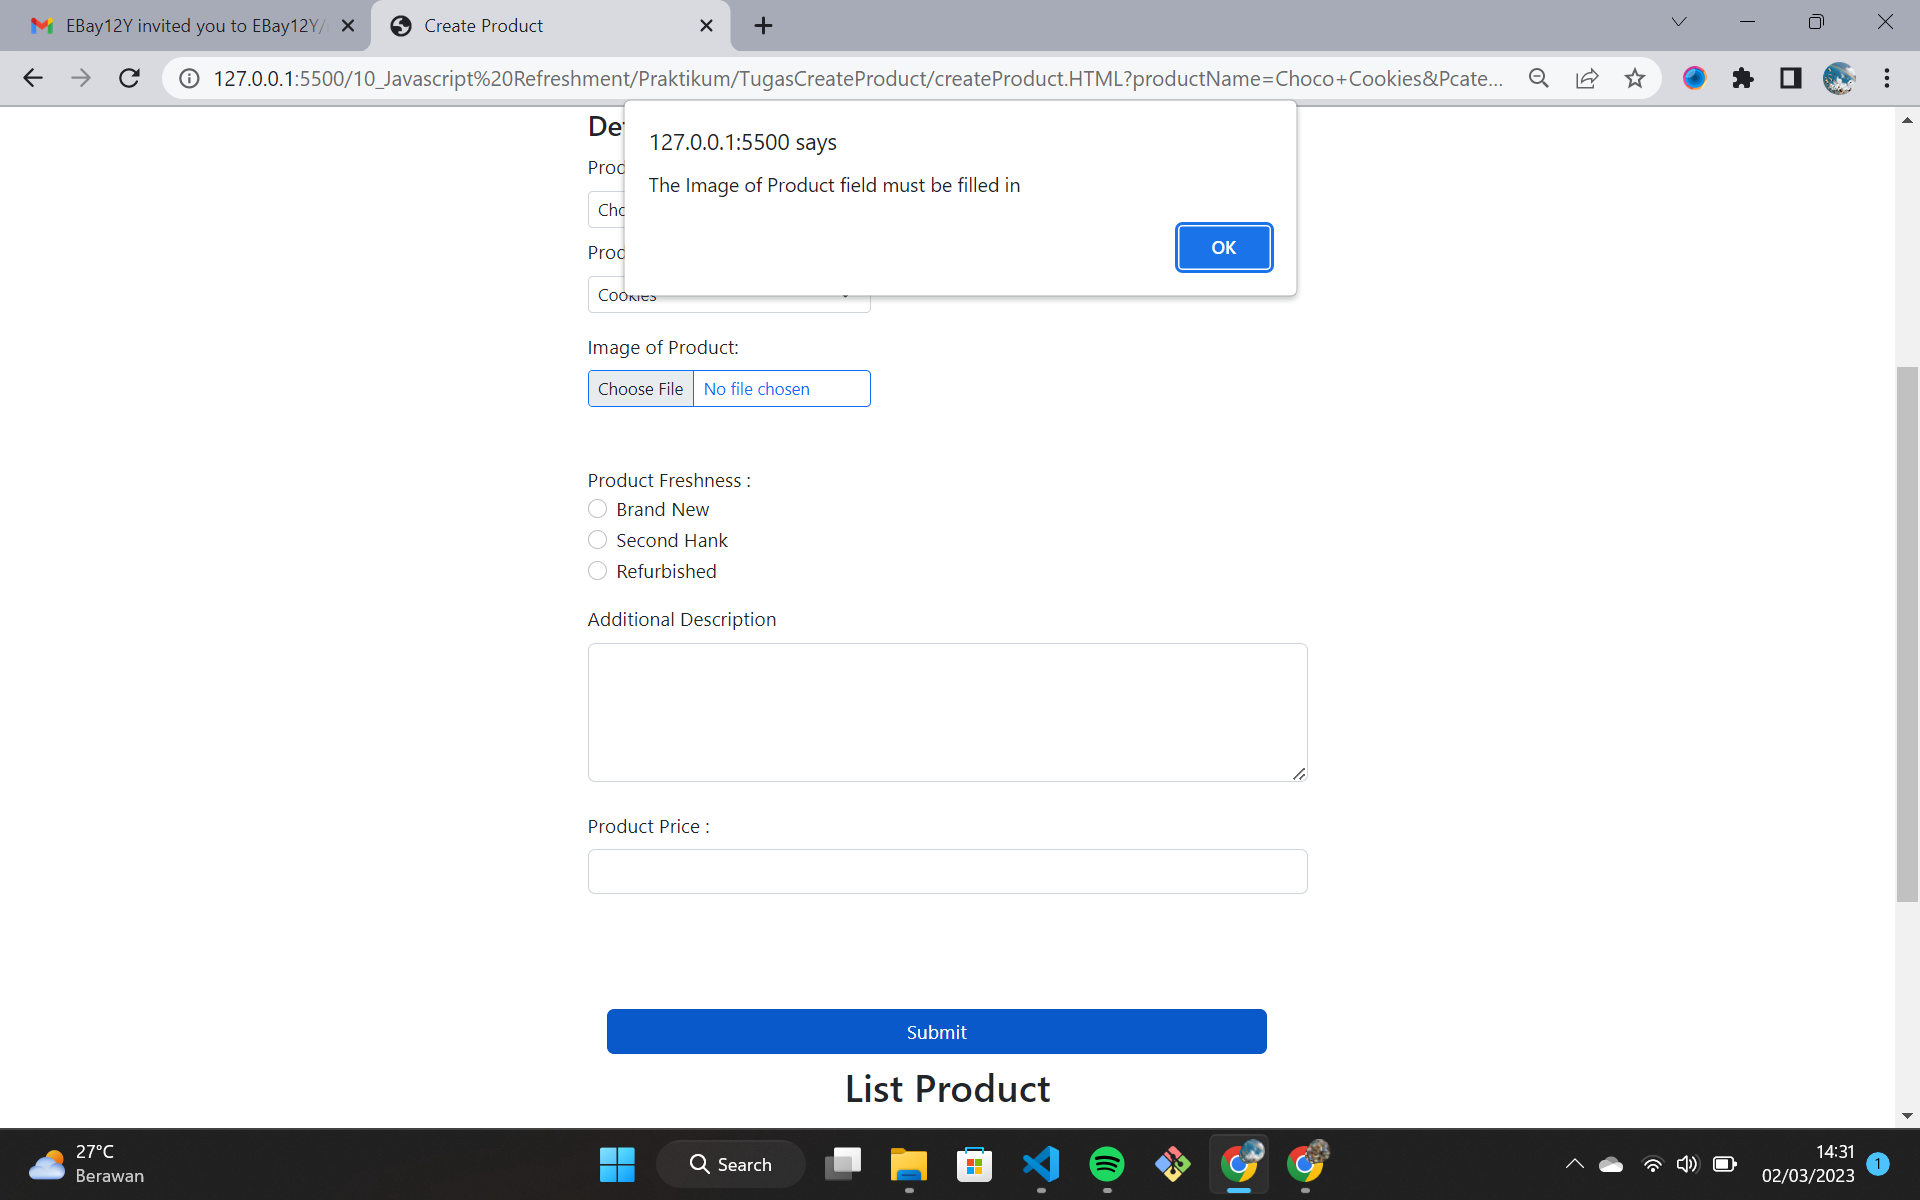 EBay12Y invited you to EBay12Y/
Create Product
127.0.0.1:5500/10_Javascript%20Refreshment/Praktikum/TugasCreateProduct/createProduct.HTML?productName=Choco+Cookies&Pcate...
127.0.0.1:5500 says
The Image of Product field must be filled in
OK
De
Prod
Cho
Prod
Cookies
Image of Product:
Choose File No file chosen
Product Freshness :
Brand New
Second Hank
Refurbished
Additional Description
Product Price :
Submit
List Product
27°C
Berawan
Search
14:31
02/03/2023
1